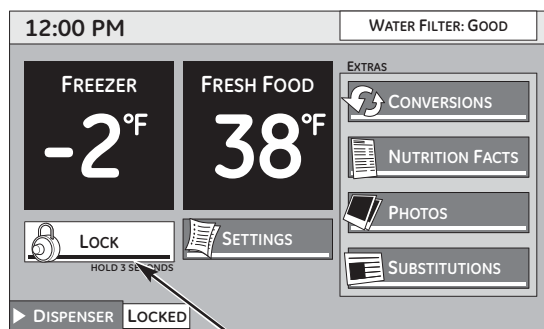 12:00 PM
WATER FILTER: GOOD
EXTRAS
FREEZER
-2°F
FRESH FOOD
38°F
CONVERSIONS
NUTRITION FACTS
PHOTOS
SUBSTITUTIONS
LOCK
HOLD 3 SECONDS
SETTINGS
DISPENSER LOCKED